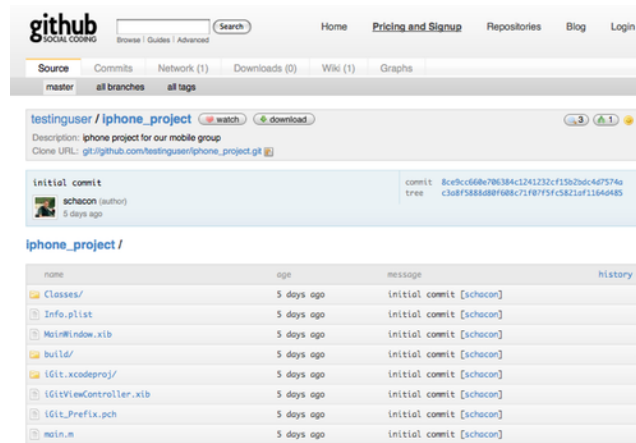 github
SOCIAL CODING
Search
Browse | Guides | Advanced
Home Pricing and Signup Repositories Blog Login
Source Commits Network (1) Downloads (0) Wiki (1) Graphs
master all branches all tags
testinguser / iphone_project watch download 3 1
Description: iphone project for our mobile group
Clone URL: git://github.com/testinguser/iphone_project.git
initial commit
schacon (author)
5 days ago
commit 8ce9cc660e706384c1241232cf15b2bdc4d7574a
tree c3a8f5888d80f608c71f07f5fc5821af1164d485
iphone_project /
name age message history
Classes/ 5 days ago initial commit [schacon]
Info.plist 5 days ago initial commit [schacon]
MainWindow.xib 5 days ago initial commit [schacon]
build/ 5 days ago initial commit [schacon]
iGit.xcodeproj/ 5 days ago initial commit [schacon]
iGitViewController.xib 5 days ago initial commit [schacon]
iGit_Prefix.pch 5 days ago initial commit [schacon]
main.m 5 days ago initial commit [schacon]